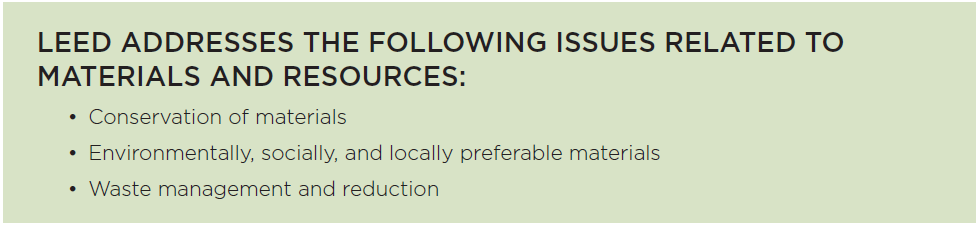 LEED ADDRESSES THE FOLLOWING ISSUES RELATED TO
MATERIALS AND RESOURCES:
• Conservation of materials
• Environmentally, socially, and locally preferable materials
• Waste management and reduction